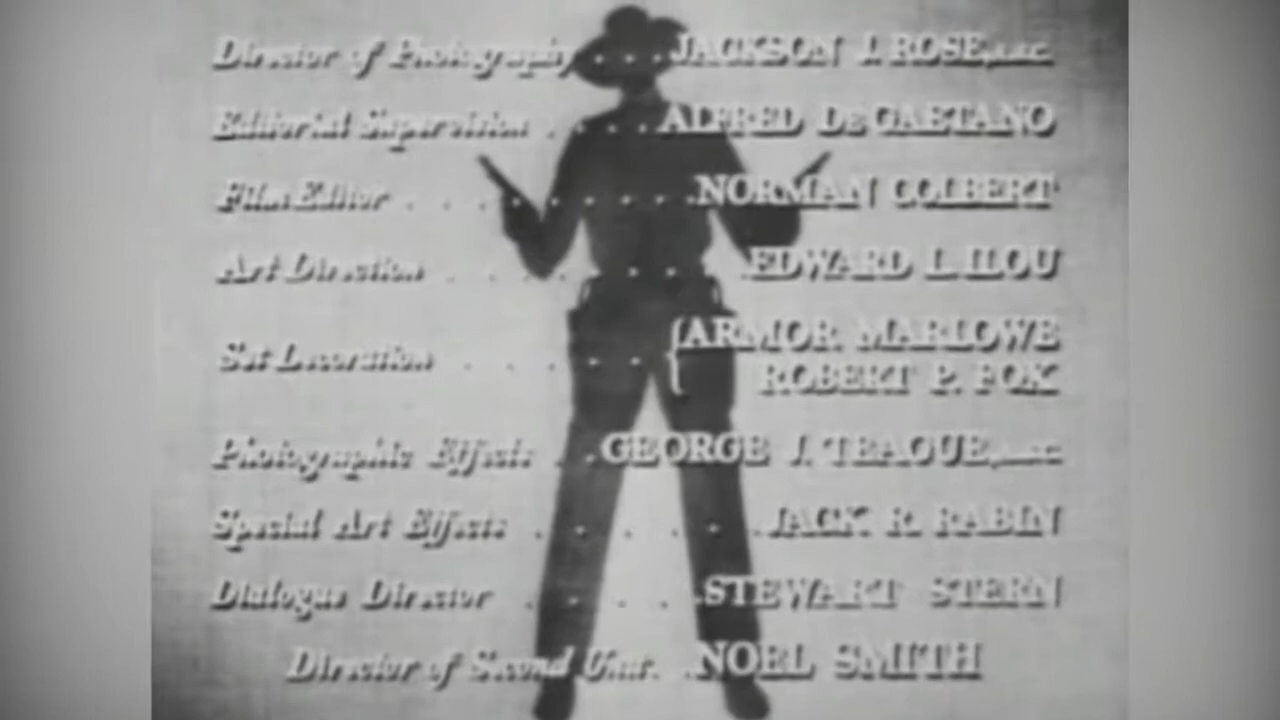 Director of Photography . . . JACKSON J. ROSE, A.S.C.
Editorial Supervision . . . . ALFRED DeGAETANO
Film Editor . . . . . . . . . NORMAN COLBERT
Art Direction . . . . . . . EDWARD L. ILOU
Set Decoration . . . . . { ARMOR MARLOWE
ROBERT P. FOX
Photographic Effects . . GEORGE J. TEAGUE, A.S.C.
Special Art Effects . . . . . . JACK R. RABIN
Dialogue Director . . . . . STEWART STERN
Director of Second Unit . . NOEL SMITH